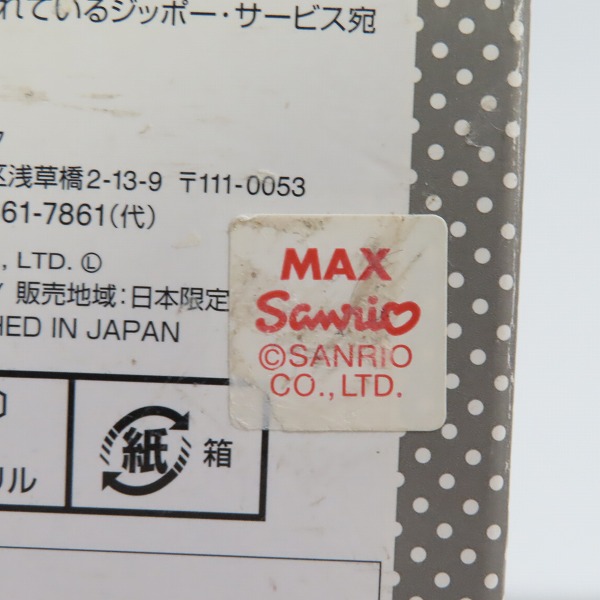 れているジッポー・サービス宛
区浅草橋2-13-9 〒111-0053
61-7861(代)
, LTD. Ⓛ
販売地域:日本限定
HED IN JAPAN
MAX
Sanrio
©SANRIO
CO., LTD.
リル
紙 箱